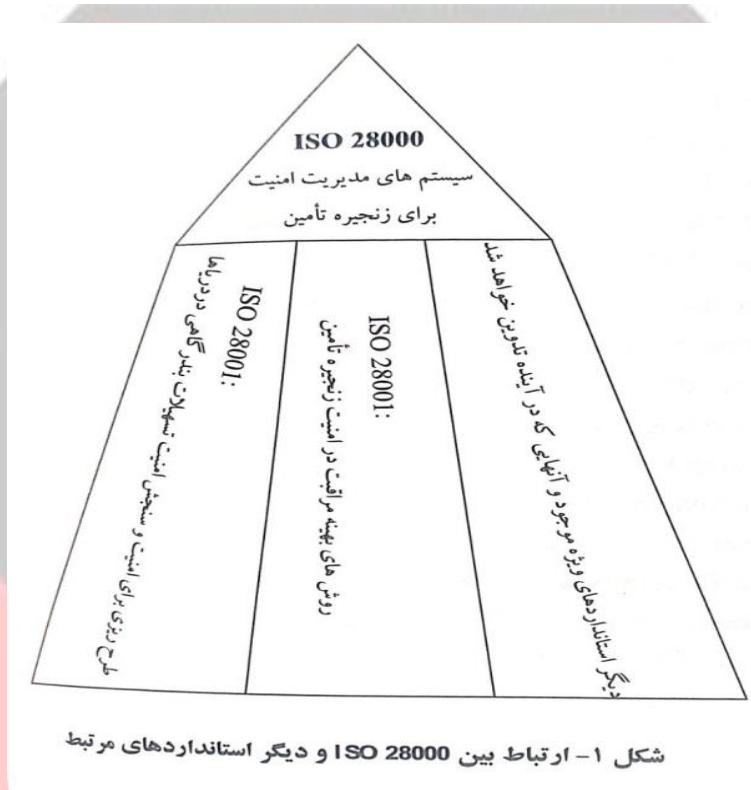 ISO 28000
سیستم های مدیریت امنیت
برای زنجیره تأمین
دیگر استانداردهای ویژه موجود و آنهایی که در آینده تدوین خواهد شد
ISO 28001:
روش های بهینه مراقبت در امنیت زنجیره تأمین
ISO 28001:
طرح ریزی برای امنیت و سنجش امنیت تسهیلات بندرگاهی در دریاها
شکل ۱- ارتباط بین ISO 28000 و دیگر استانداردهای مرتبط